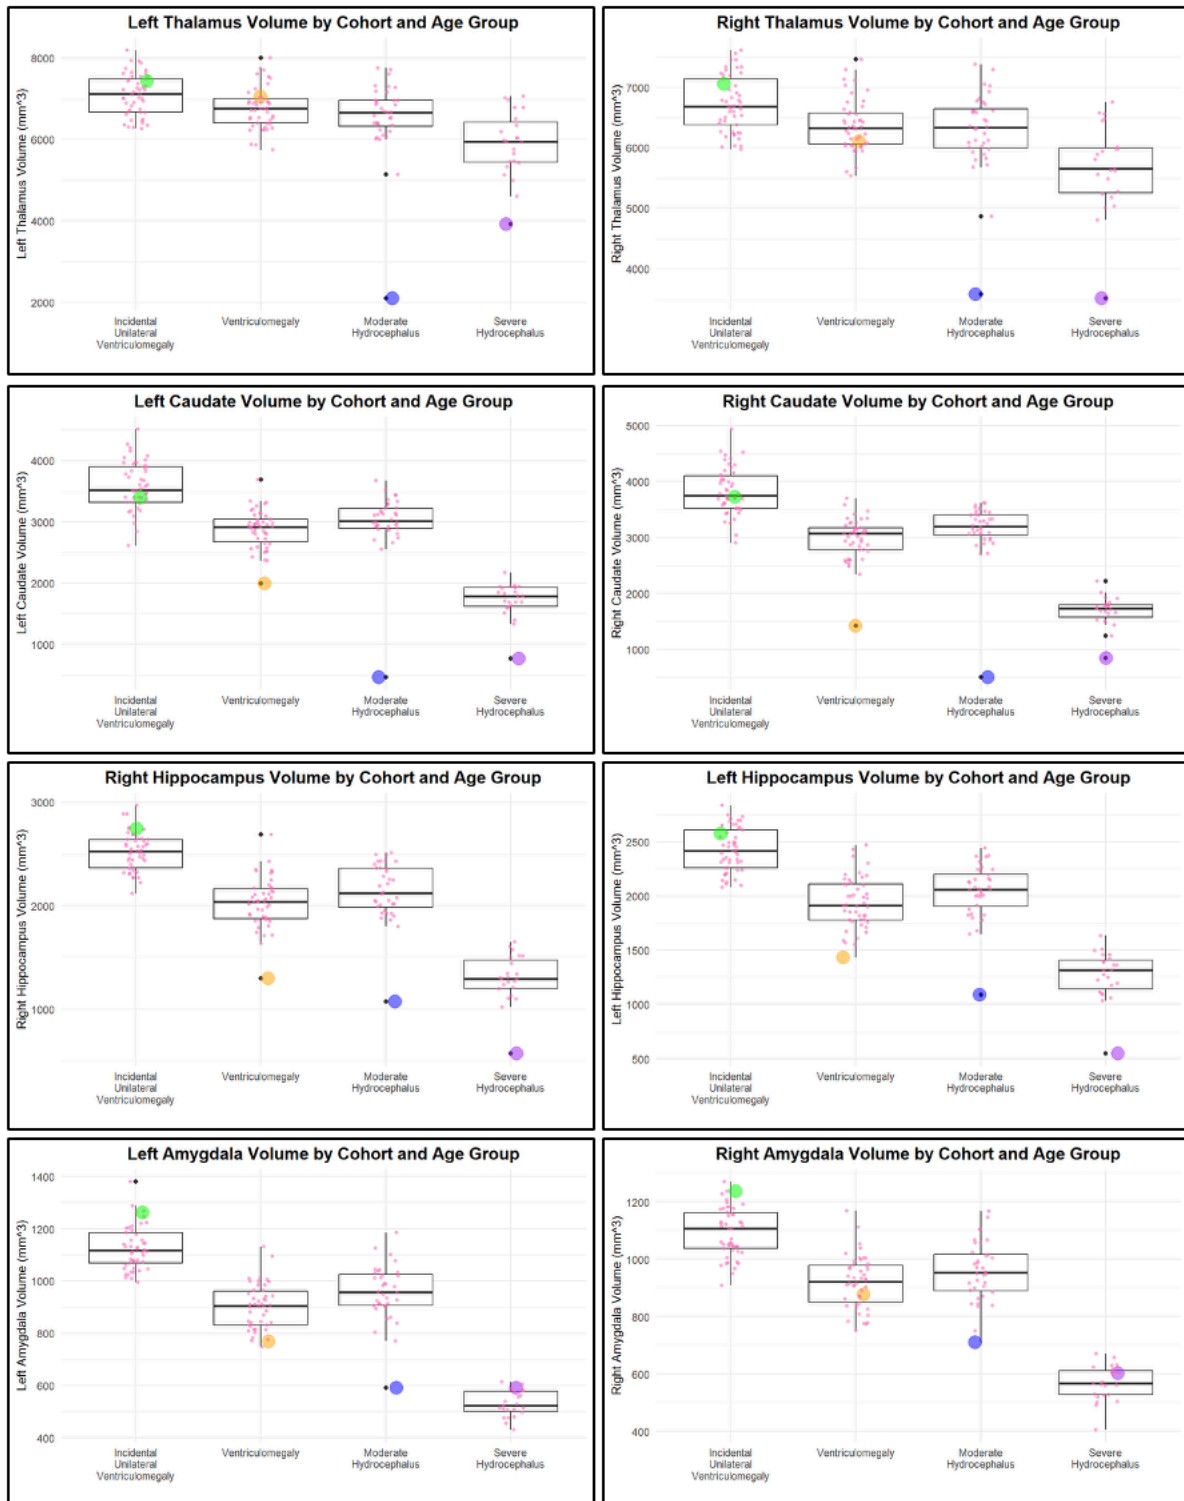 Left Thalamus Volume by Cohort and Age Group
Left Thalamus Volume (mm^3)
8000
6000
4000
2000
Incidental
Unilateral
Ventriculomegaly
Ventriculomegaly
Moderate
Hydrocephalus
Severe
Hydrocephalus
Right Thalamus Volume by Cohort and Age Group
Right Thalamus Volume (mm^3)
7000
6000
5000
4000
Incidental
Unilateral
Ventriculomegaly
Ventriculomegaly
Moderate
Hydrocephalus
Severe
Hydrocephalus
Left Caudate Volume by Cohort and Age Group
Left Caudate Volume (mm^3)
4000
3000
2000
1000
Incidental
Unilateral
Ventriculomegaly
Ventriculomegaly
Moderate
Hydrocephalus
Severe
Hydrocephalus
Right Caudate Volume by Cohort and Age Group
Right Caudate Volume (mm^3)
5000
4000
3000
2000
1000
Incidental
Unilateral
Ventriculomegaly
Ventriculomegaly
Moderate
Hydrocephalus
Severe
Hydrocephalus
Right Hippocampus Volume by Cohort and Age Group
Right Hippocampus Volume (mm^3)
3000
2000
1000
Incidental
Unilateral
Ventriculomegaly
Ventriculomegaly
Moderate
Hydrocephalus
Severe
Hydrocephalus
Left Hippocampus Volume by Cohort and Age Group
Left Hippocampus Volume (mm^3)
2500
2000
1500
1000
500
Incidental
Unilateral
Ventriculomegaly
Ventriculomegaly
Moderate
Hydrocephalus
Severe
Hydrocephalus
Left Amygdala Volume by Cohort and Age Group
Left Amygdala Volume (mm^3)
1400
1200
1000
800
600
400
Incidental
Unilateral
Ventriculomegaly
Ventriculomegaly
Moderate
Hydrocephalus
Severe
Hydrocephalus
Right Amygdala Volume by Cohort and Age Group
Right Amygdala Volume (mm^3)
1200
1000
800
600
400
Incidental
Unilateral
Ventriculomegaly
Ventriculomegaly
Moderate
Hydrocephalus
Severe
Hydrocephalus